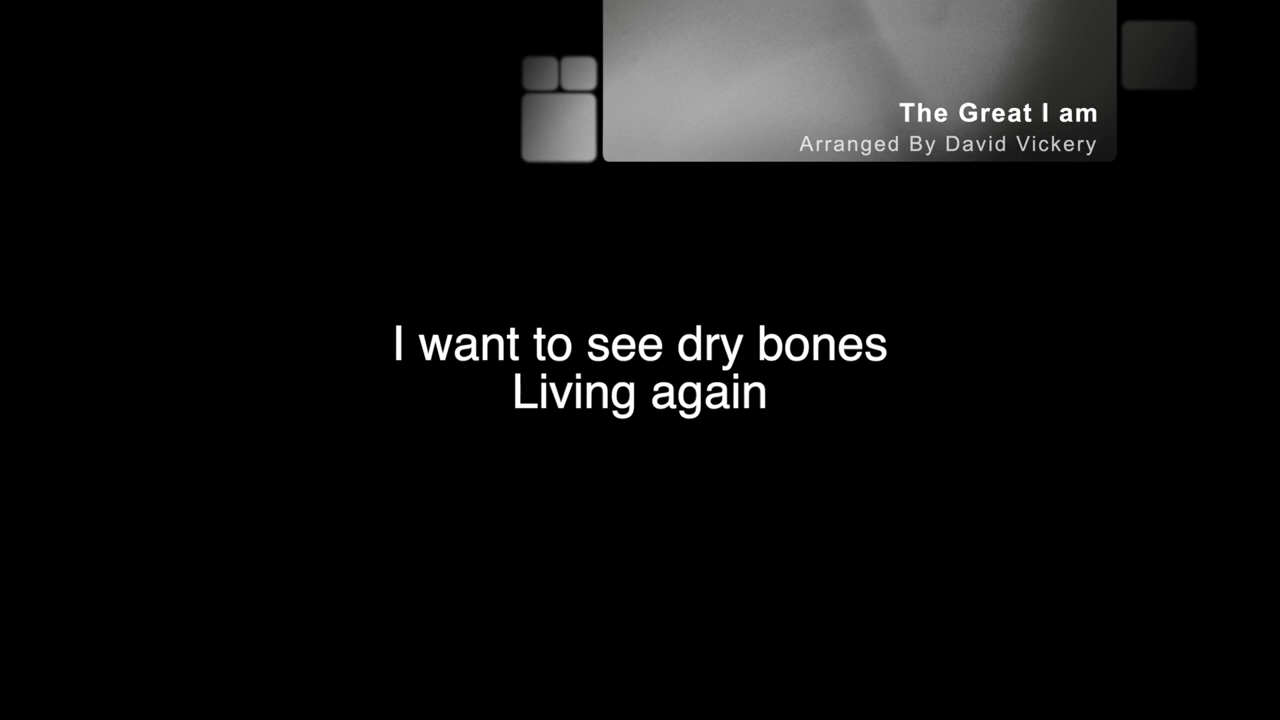 The Great I am
Arranged By David Vickery
I want to see dry bones
Living again